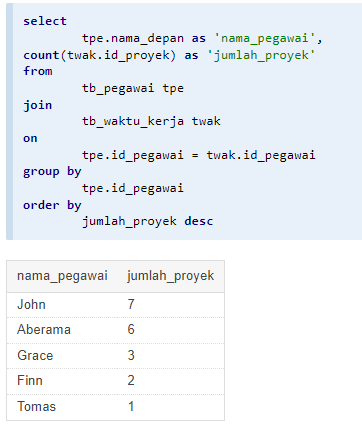 select
tpe.nama_depan as 'nama_pegawai',
count(twak.id_proyek) as 'jumlah_proyek'
from
tb_pegawai tpe
join
tb_waktu_kerja twak
on
tpe.id_pegawai = twak.id_pegawai
group by
tpe.id_pegawai
order by
jumlah_proyek desc
nama_pegawai jumlah_proyek
John 7
Aberama 6
Grace 3
Finn 2
Tomas 1